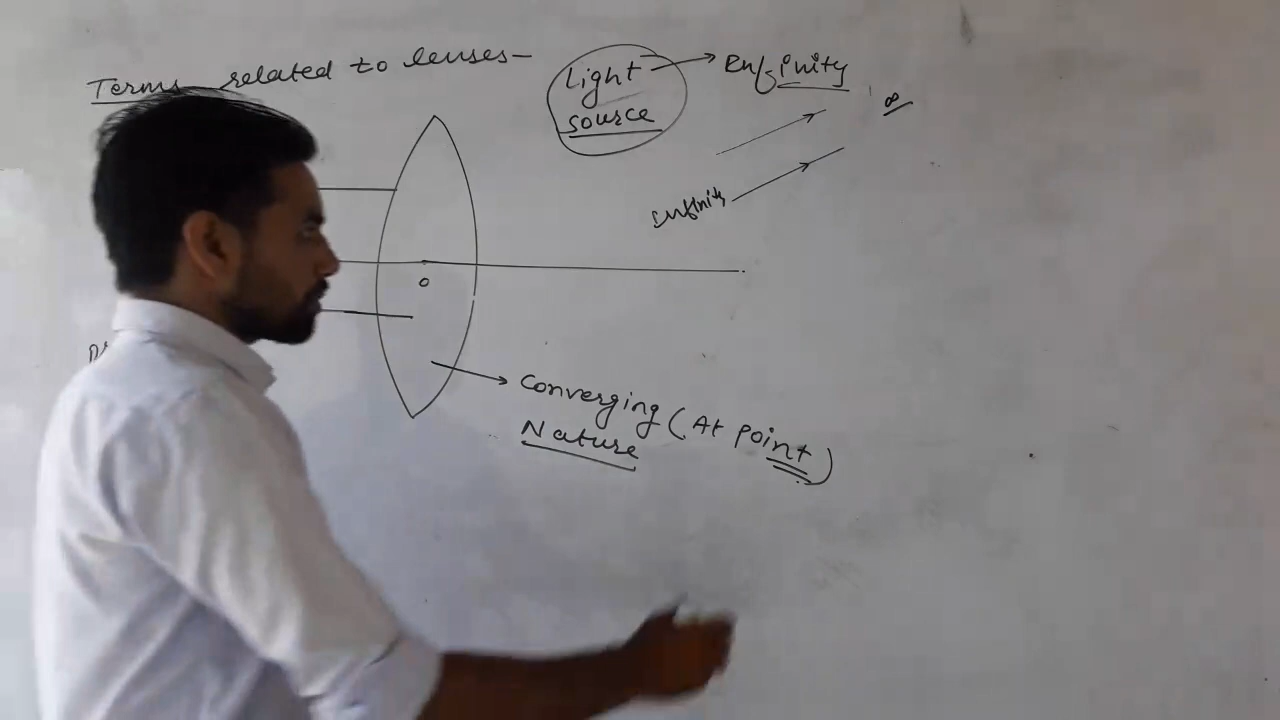 Terms related to lenses-
Light
source
Infinity
∞
Infinity
o
Converging (At point)
Nature